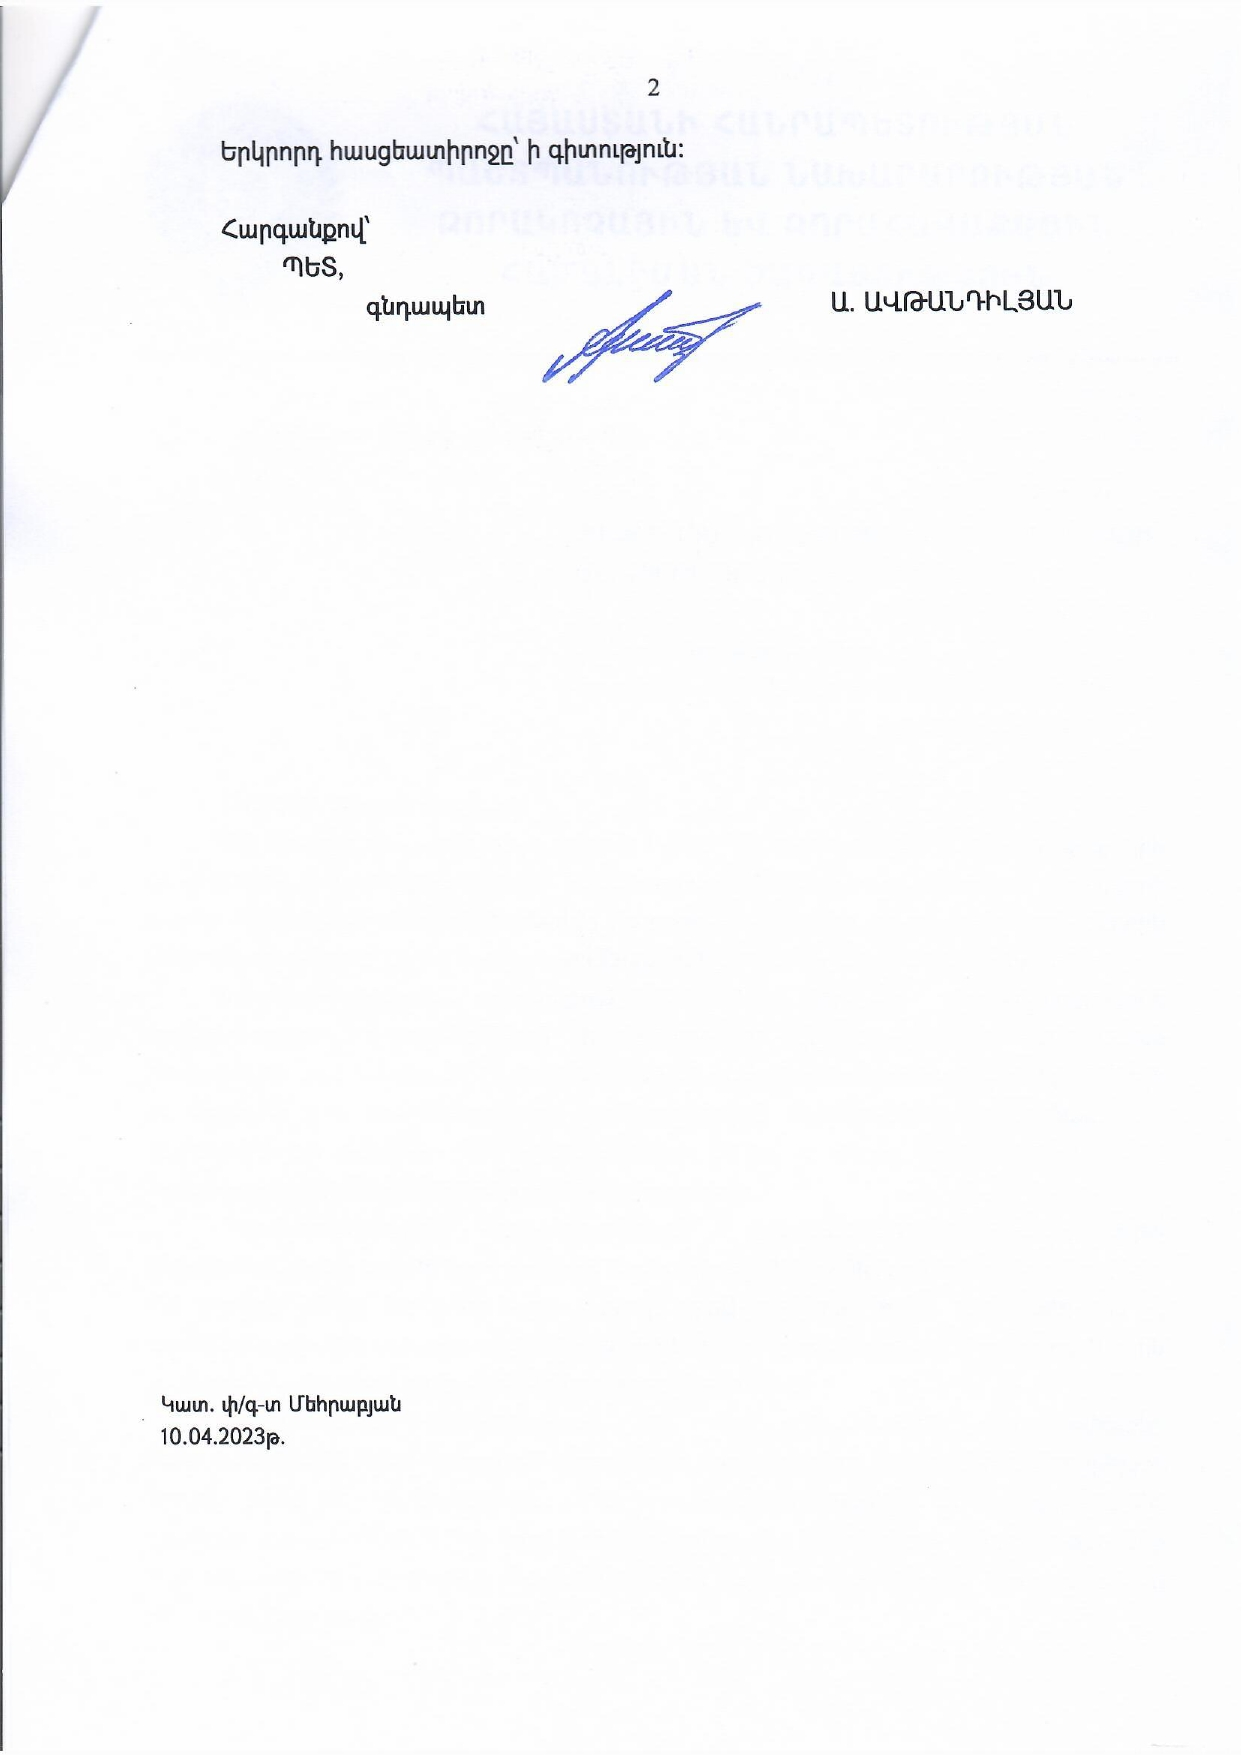 2
Երկրորդ հասցեատիրոջը՝ ի գիտություն:
Հարգանքով՝
ՊԵՏ,
գնդապետ
Ա. ԱՎԹԱՆԴԻԼՅԱՆ
Կատ. փ/գ-տ Մեհրաբյան
10.04.2023թ.